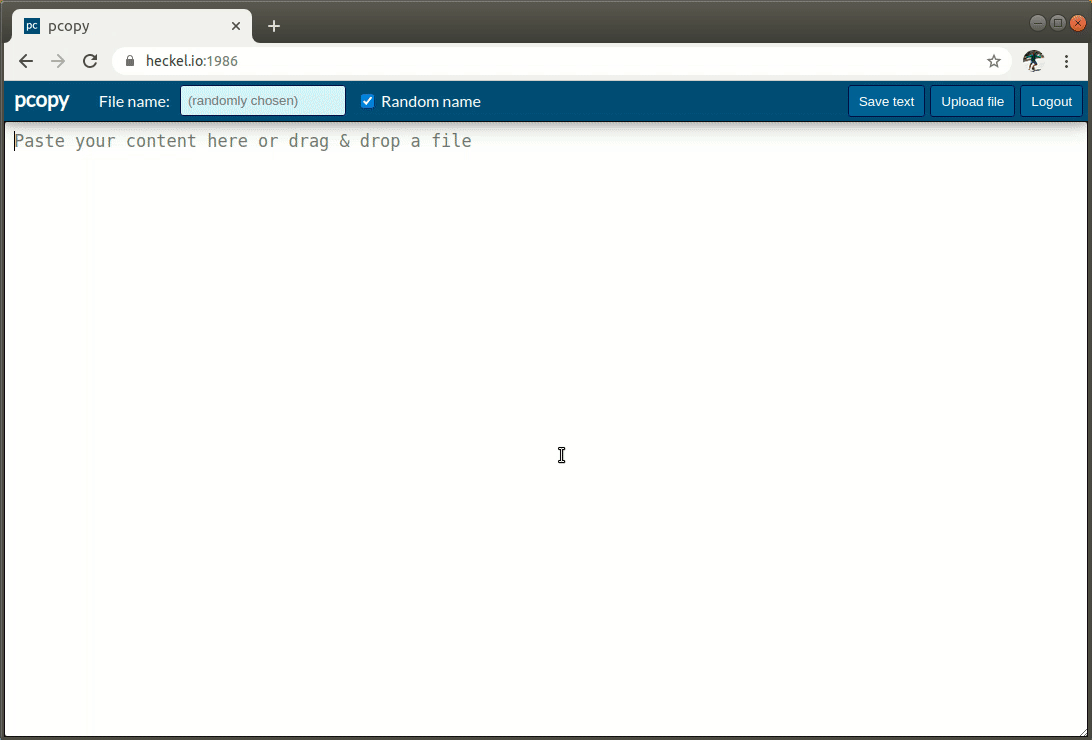 pc pcopy
heckel.io:1986
pcopy File name: (randomly chosen) Random name Save text Upload file Logout
Paste your content here or drag & drop a file